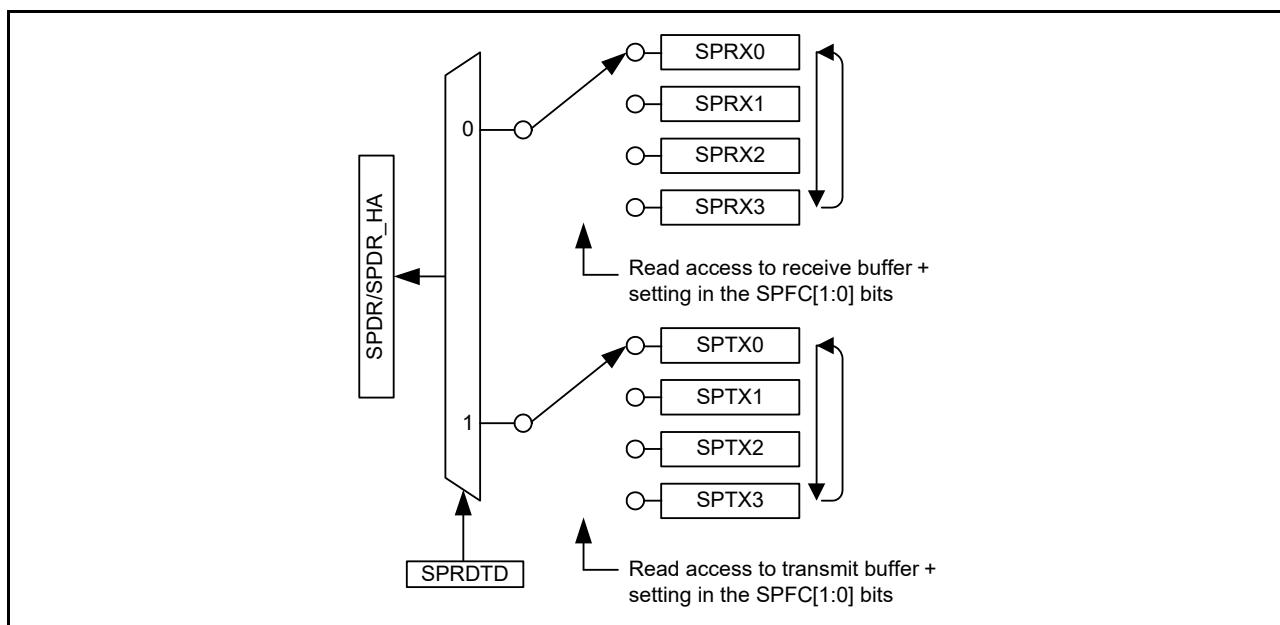 SPRX0
SPRX1
0
SPRX2
SPRX3
SPDR/SPDR_HA
Read access to receive buffer +
setting in the SPFC[1:0] bits
SPTX0
SPTX1
1
SPTX2
SPTX3
SPRDTD
Read access to transmit buffer +
setting in the SPFC[1:0] bits